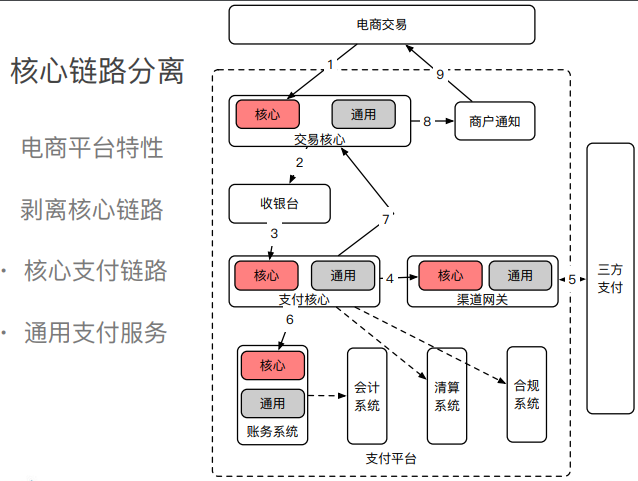 核心链路分离
电商平台特性
剥离核心链路
· 核心支付链路
· 通用支付服务
电商交易
1
9
核心
通用
交易核心
8
商户通知
2
收银台
7
3
核心
通用
支付核心
4
核心
通用
渠道网关
5
三方
支付
6
核心
通用
账务系统
会计
系统
清算
系统
合规
系统
支付平台